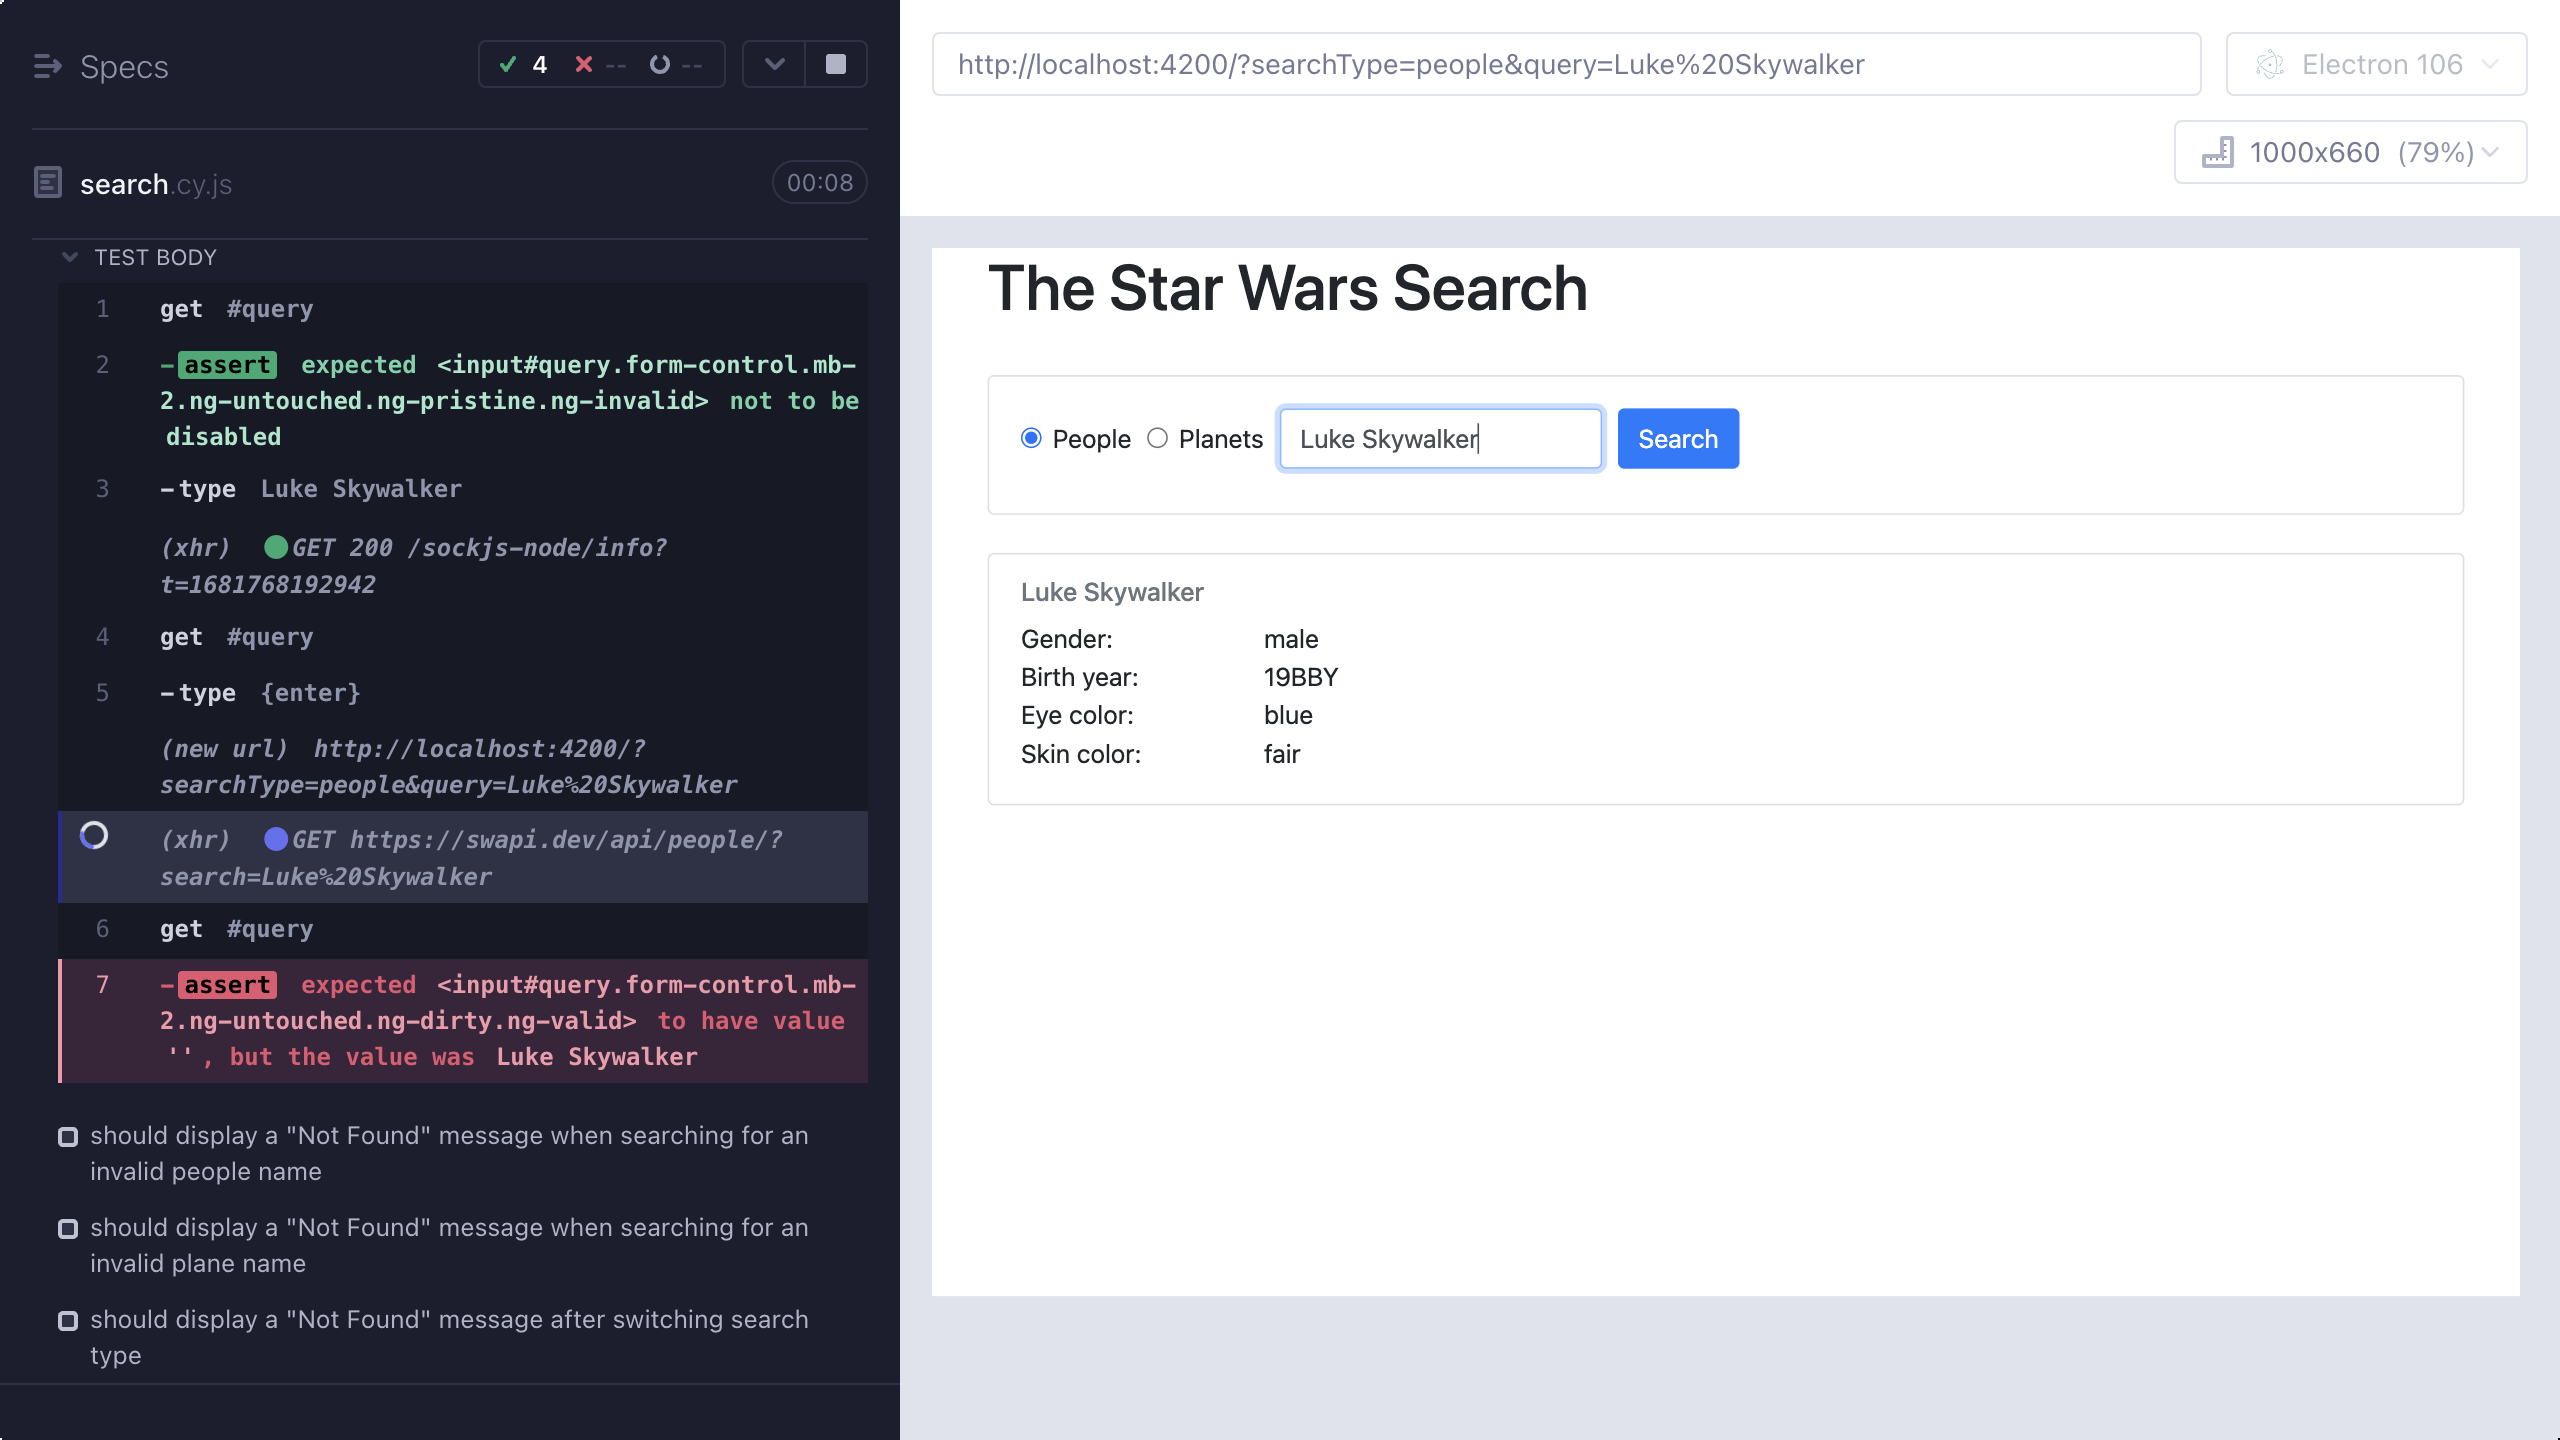 Specs
4 -- --
search.cy.js
00:08
TEST BODY
1 get #query
2 -assert expected <input#query.form-control.mb-
2.ng-untouched.ng-pristine.ng-invalid> not to be
disabled
3 -type Luke Skywalker
(xhr) GET 200 /sockjs-node/info?
t=1681768192942
4 get #query
5 -type {enter}
(new url) http://localhost:4200/?
searchType=people&query=Luke%20Skywalker
(xhr) GET https://swapi.dev/api/people/?
search=Luke%20Skywalker
6 get #query
7 -assert expected <input#query.form-control.mb-
2.ng-untouched.ng-dirty.ng-valid> to have value
'', but the value was Luke Skywalker
should display a "Not Found" message when searching for an
invalid people name
should display a "Not Found" message when searching for an
invalid plane name
should display a "Not Found" message after switching search
type
http://localhost:4200/?searchType=people&query=Luke%20Skywalker
Electron 106
1000x660 (79%)
The Star Wars Search
People Planets Luke Skywalker Search
Luke Skywalker
Gender: male
Birth year: 19BBY
Eye color: blue
Skin color: fair